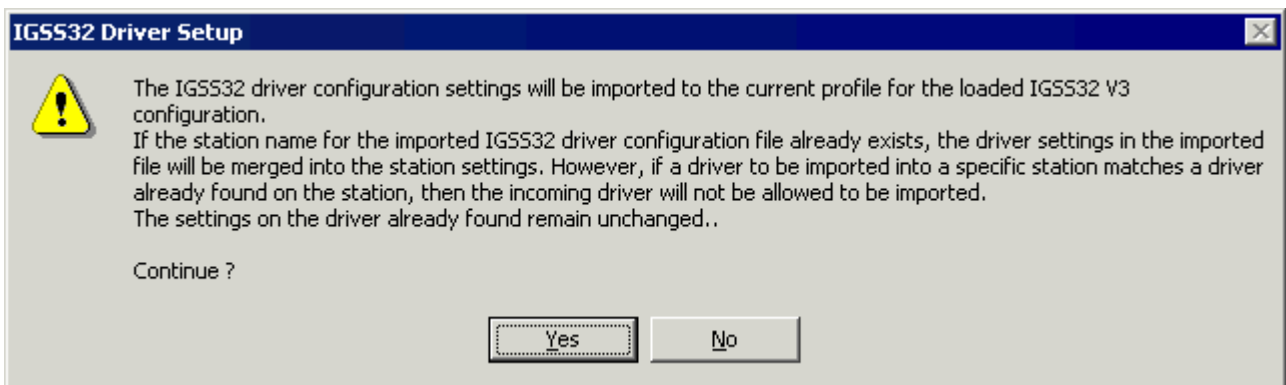 IGSS32 Driver Setup
The IGSS32 driver configuration settings will be imported to the current profile for the loaded IGSS32 V3
configuration.
If the station name for the imported IGSS32 driver configuration file already exists, the driver settings in the imported
file will be merged into the station settings. However, if a driver to be imported into a specific station matches a driver
already found on the station, then the incoming driver will not be allowed to be imported.
The settings on the driver already found remain unchanged..
Continue ?
Yes
No